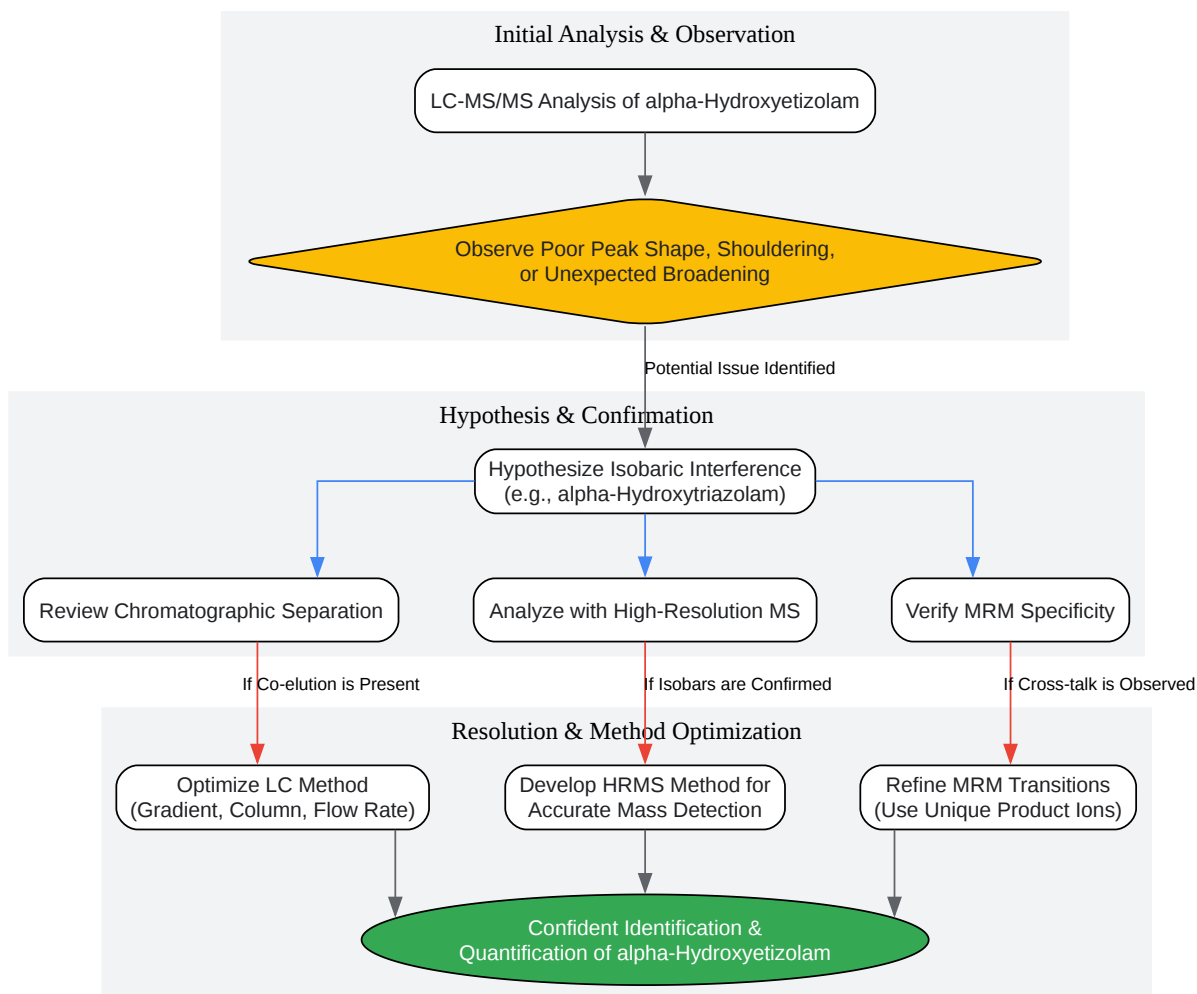 Initial Analysis & Observation
LC-MS/MS Analysis of alpha-Hydroxyetizolam
Observe Poor Peak Shape, Shouldering,
or Unexpected Broadening
Potential Issue Identified
Hypothesis & Confirmation
Hypothesize Isobaric Interference
(e.g., alpha-Hydroxytriazolam)
Review Chromatographic Separation
Analyze with High-Resolution MS
Verify MRM Specificity
If Co-elution is Present
If Isobars are Confirmed
If Cross-talk is Observed
Resolution & Method Optimization
Optimize LC Method
(Gradient, Column, Flow Rate)
Develop HRMS Method for
Accurate Mass Detection
Refine MRM Transitions
(Use Unique Product Ions)
Confident Identification &
Quantification of alpha-Hydroxyetizolam